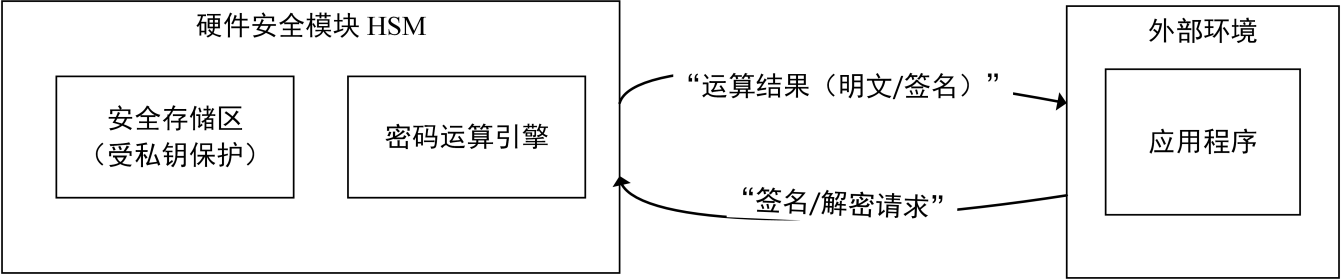 硬件安全模块 HSM
安全存储区
（受私钥保护）
密码运算引擎
“运算结果（明文/签名）”
“签名/解密请求”
外部环境
应用程序